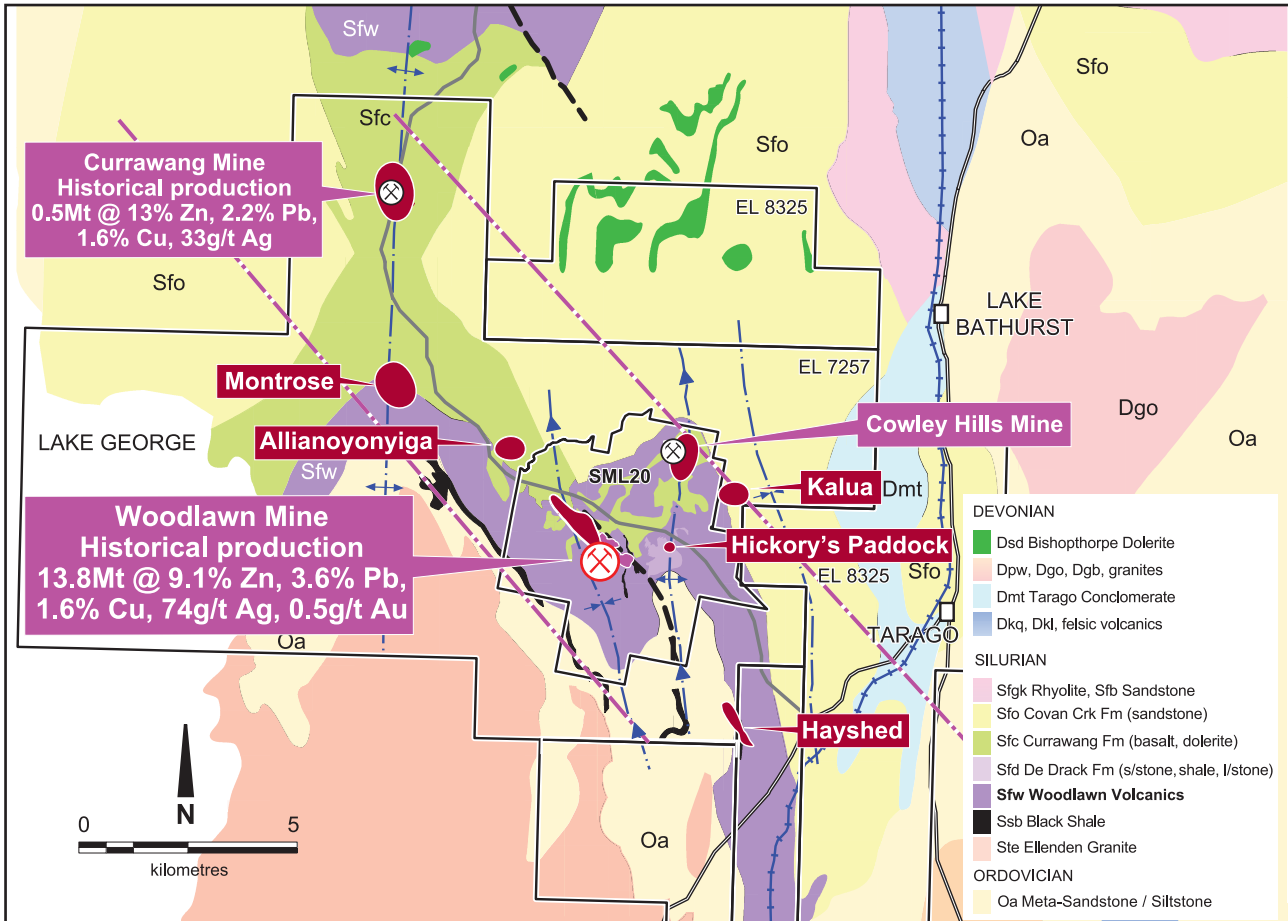 Sfw
Sfo
Sfc
Sfo
Oa
Currawang Mine
Historical production
0.5Mt @ 13% Zn, 2.2% Pb,
1.6% Cu, 33g/t Ag
EL 8325
Sfo
LAKE
BATHURST
Montrose
EL 7257
Dgo
Allianoyonyiga
Cowley Hills Mine
LAKE GEORGE
Oa
Sfw
SML20
Kalua
Dmt
Woodlawn Mine
Historical production
13.8Mt @ 9.1% Zn, 3.6% Pb,
1.6% Cu, 74g/t Ag, 0.5g/t Au
Hickory's Paddock
EL 8325
Sfo
TARAGO
Oa
Hayshed
Oa
N
0 5
kilometres
DEVONIAN
Dsd Bishopthorpe Dolerite
Dpw, Dgo, Dgb, granites
Dmt Tarago Conclomerate
Dkq, Dkl, felsic volcanics
SILURIAN
Sfgk Rhyolite, Sfb Sandstone
Sfo Covan Crk Fm (sandstone)
Sfc Currawang Fm (basalt, dolerite)
Sfd De Drack Fm (s/stone, shale, l/stone)
Sfw Woodlawn Volcanics
Ssb Black Shale
Ste Ellenden Granite
ORDOVICIAN
Oa Meta-Sandstone / Siltstone